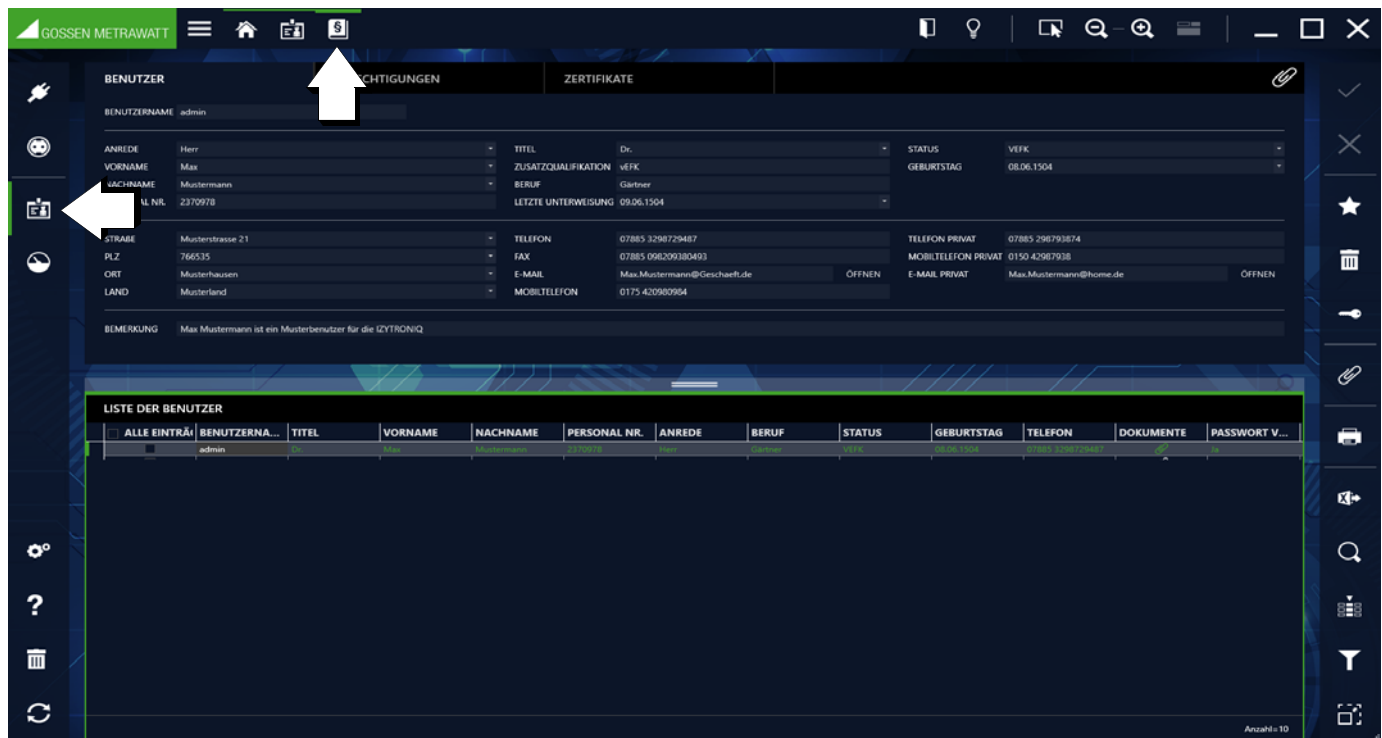 GOSSEN METRAWATT
BENUTZER CHTIGUNGEN ZERTIFIKATE
BENUTZERNAME admin
ANREDE Herr TITEL Dr. STATUS VEFK
VORNAME Max ZUSATZQUALIFIKATION vEFK GEBURTSTAG 08.06.1504
NACHNAME Mustermann BERUF Gärtner
AL NR. 2370978 LETZTE UNTERWEISUNG 09.06.1504
STRAßE Musterstrasse 21 TELEFON 07885 3298729487 TELEFON PRIVAT 07885 298793874
PLZ 766535 FAX 07885 098209380493 MOBILTELEFON PRIVAT 0150 42987938
ORT Musterhausen E-MAIL Max.Mustermann@Geschaeft.de ÖFFNEN E-MAIL PRIVAT Max.Mustermann@home.de ÖFFNEN
LAND Musterland MOBILTELEFON 0175 420980984
BEMERKUNG Max Mustermann ist ein Musterbenutzer für die IZYTRONIQ
LISTE DER BENUTZER
ALLE EINTRÄ BENUTZERNA... TITEL VORNAME NACHNAME PERSONAL NR. ANREDE BERUF STATUS GEBURTSTAG TELEFON DOKUMENTE PASSWORT V...
admin Dr. Max Mustermann 2370978 Herr Gärtner VEFK 08.06.1504 07885 3298729487 Ja
Anzahl=10